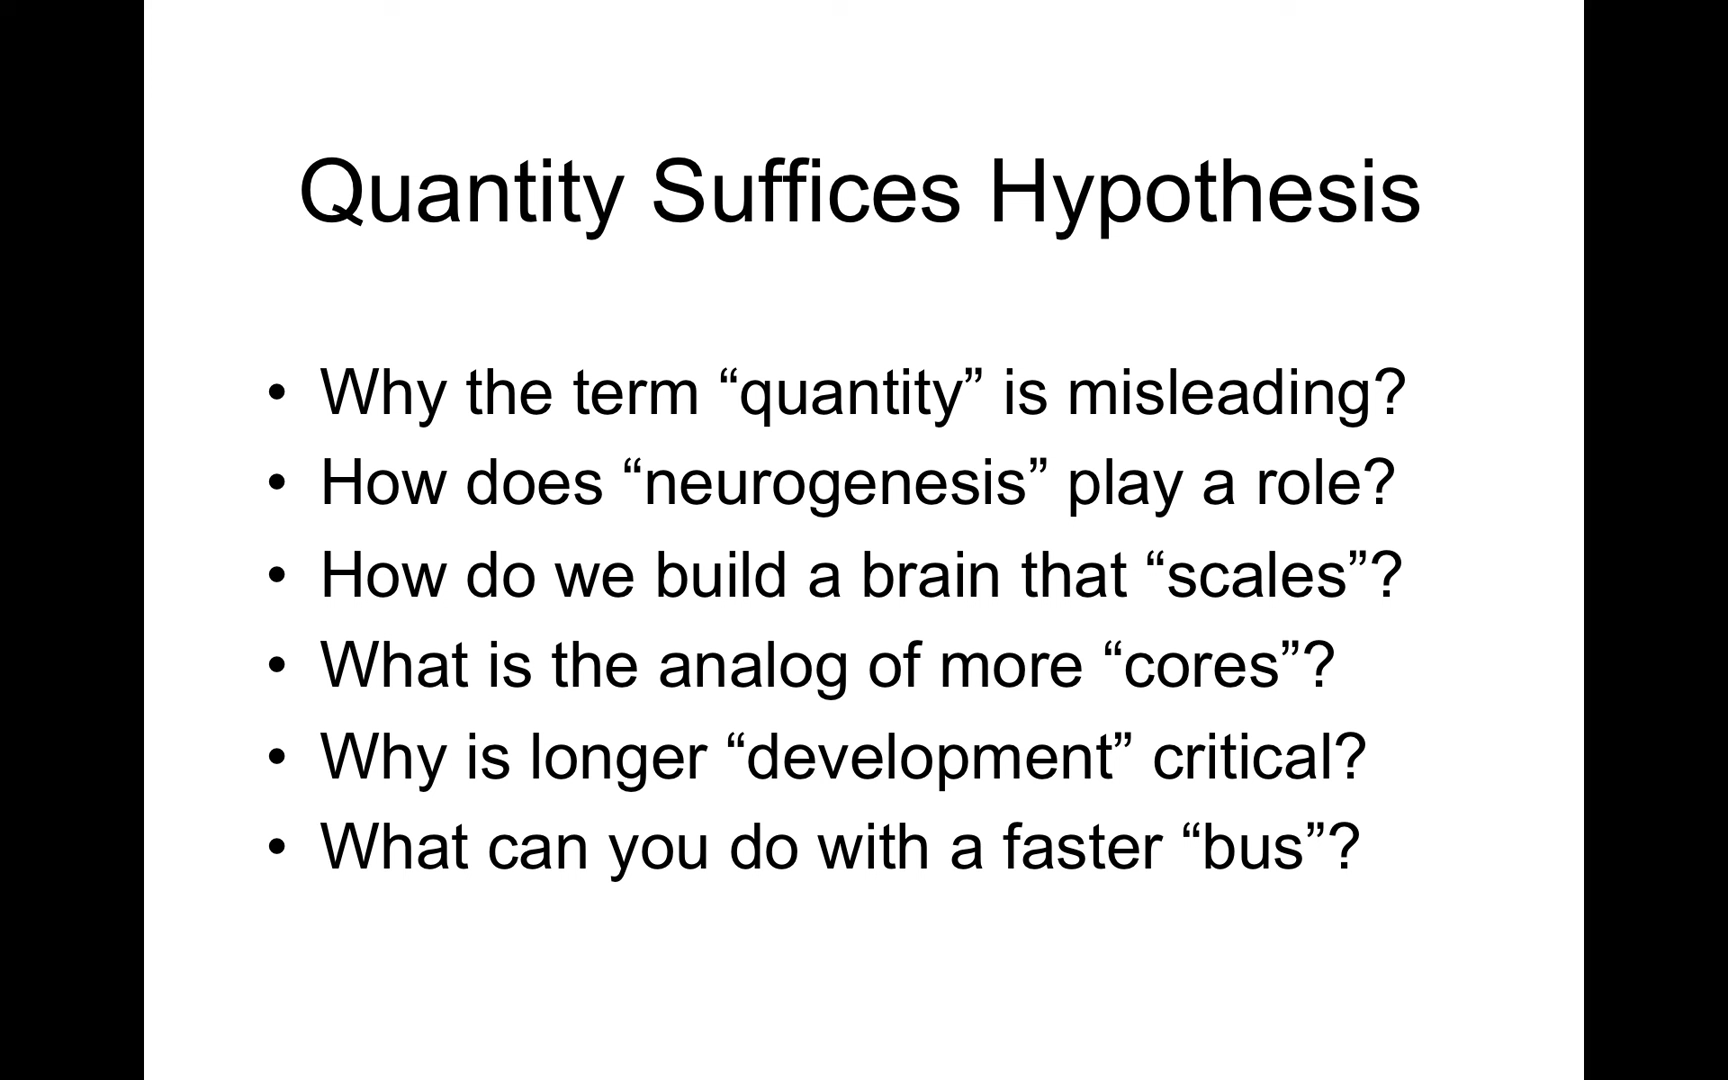 Quantity Suffices Hypothesis
• Why the term “quantity” is misleading?
• How does “neurogenesis” play a role?
• How do we build a brain that “scales”?
• What is the analog of more “cores”?
• Why is longer “development” critical?
• What can you do with a faster “bus”?